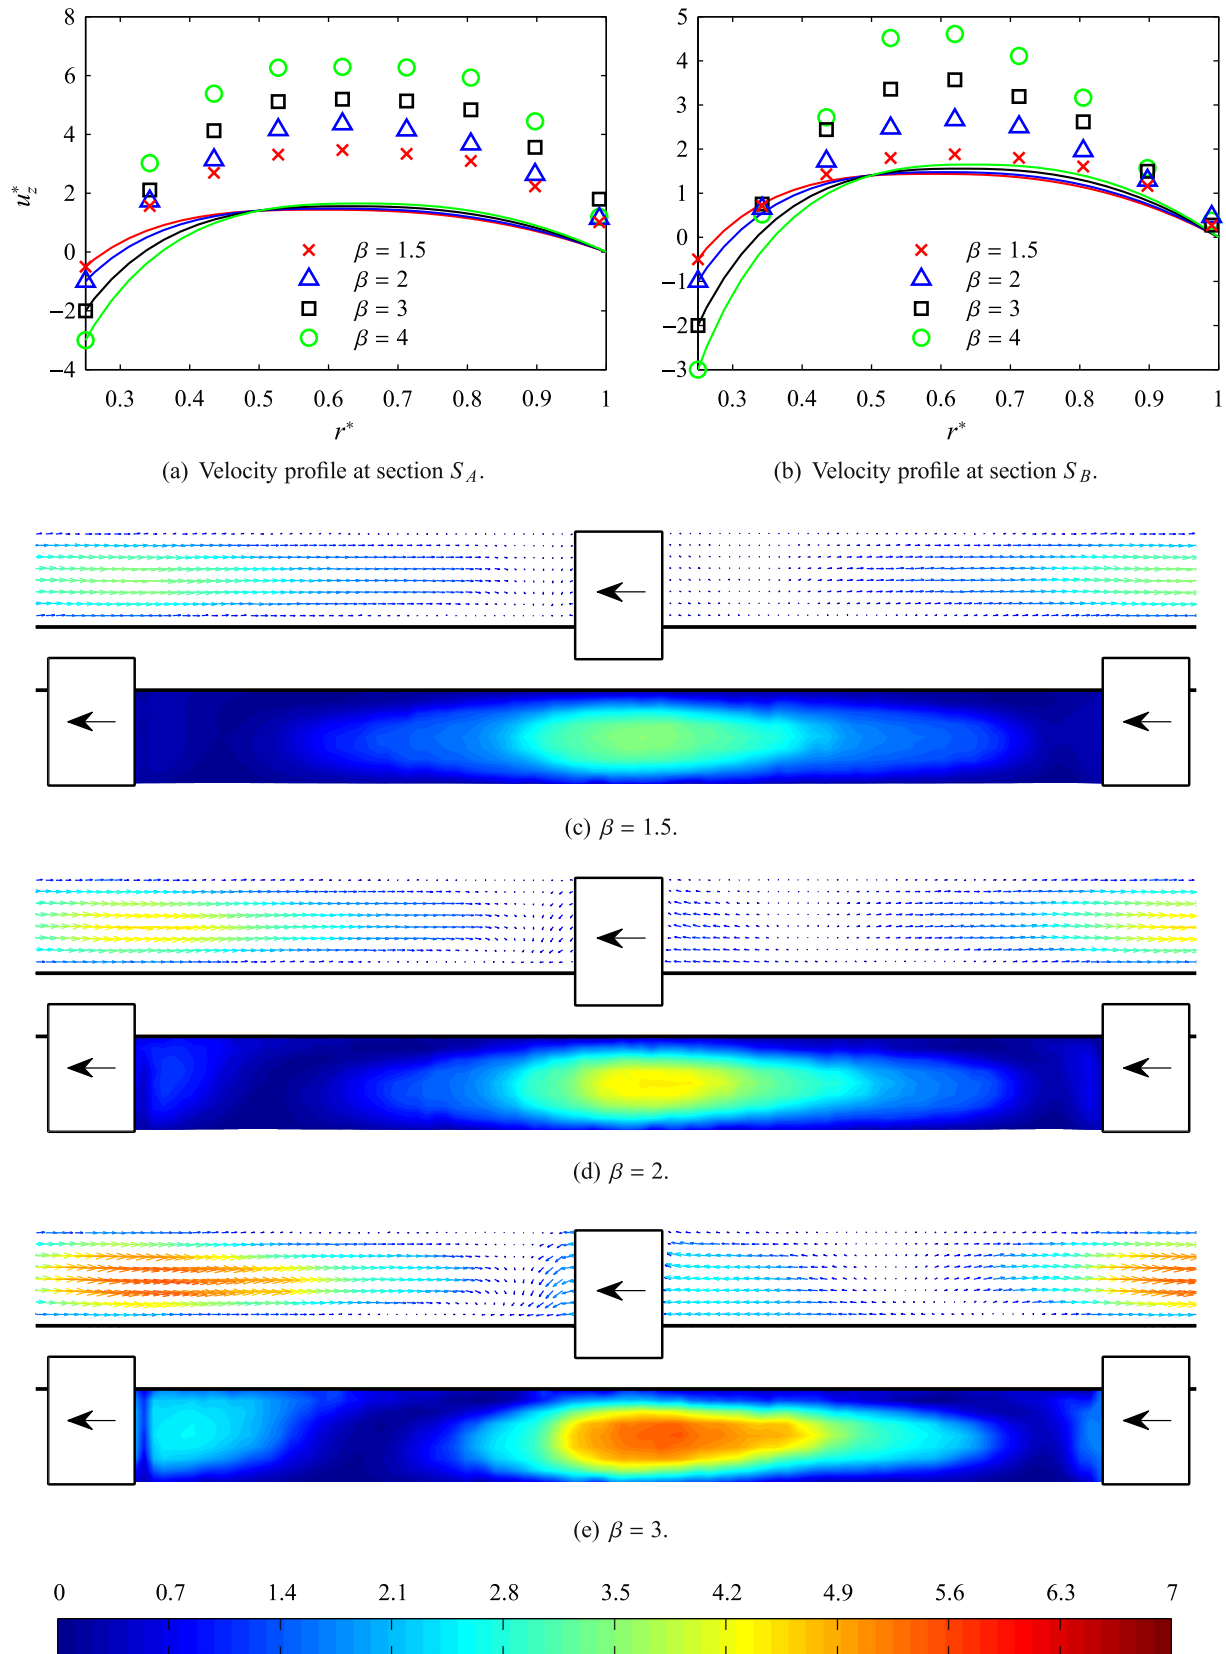 8
6
4
2
0
−2
−4
u*z
0.3 0.4 0.5 0.6 0.7 0.8 0.9 1
r*
β = 1.5
β = 2
β = 3
β = 4
(a) Velocity profile at section S_A.
5
4
3
2
1
0
−1
−2
−3
0.3 0.4 0.5 0.6 0.7 0.8 0.9 1
r*
β = 1.5
β = 2
β = 3
β = 4
(b) Velocity profile at section S_B.
(c) β = 1.5.
(d) β = 2.
(e) β = 3.
0 0.7 1.4 2.1 2.8 3.5 4.2 4.9 5.6 6.3 7